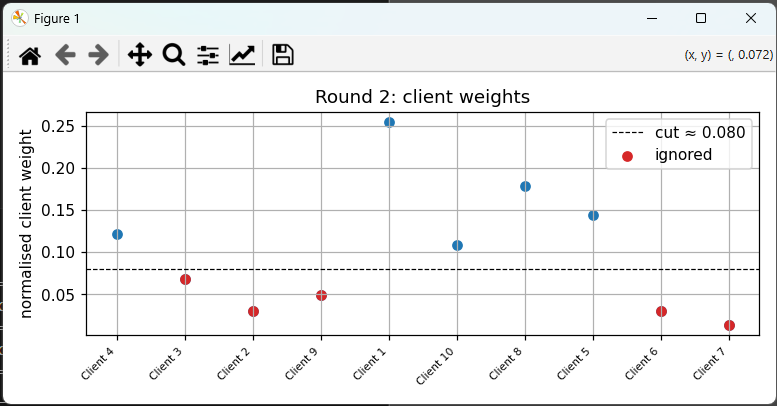 Figure 1
(x, y) = (, 0.072)
Round 2: client weights
normalised client weight
0.25
0.20
0.15
0.10
0.05
cut ≈ 0.080
ignored
Client 4
Client 3
Client 2
Client 9
Client 1
Client 10
Client 8
Client 5
Client 6
Client 7